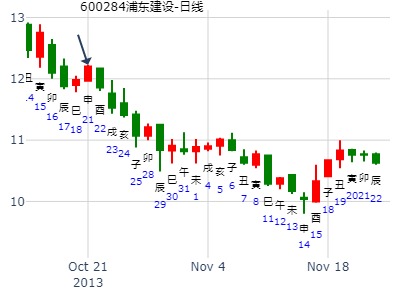 600284浦东建设-日线
13
12
11
10
丑
.4
寅
15
卯
16
辰
17
巳
18
申
21
酉
22
戌
23
亥
24
子
25
卯
28
辰
29
巳
30
午
31
未
1
戌
4
亥
5
子
6
丑
7
寅
8
巳
11
午
12
未
13
申
14
酉
15
子
18
丑
19
寅
20
卯
21
辰
22
Oct 21
2013
Nov 4
Nov 18